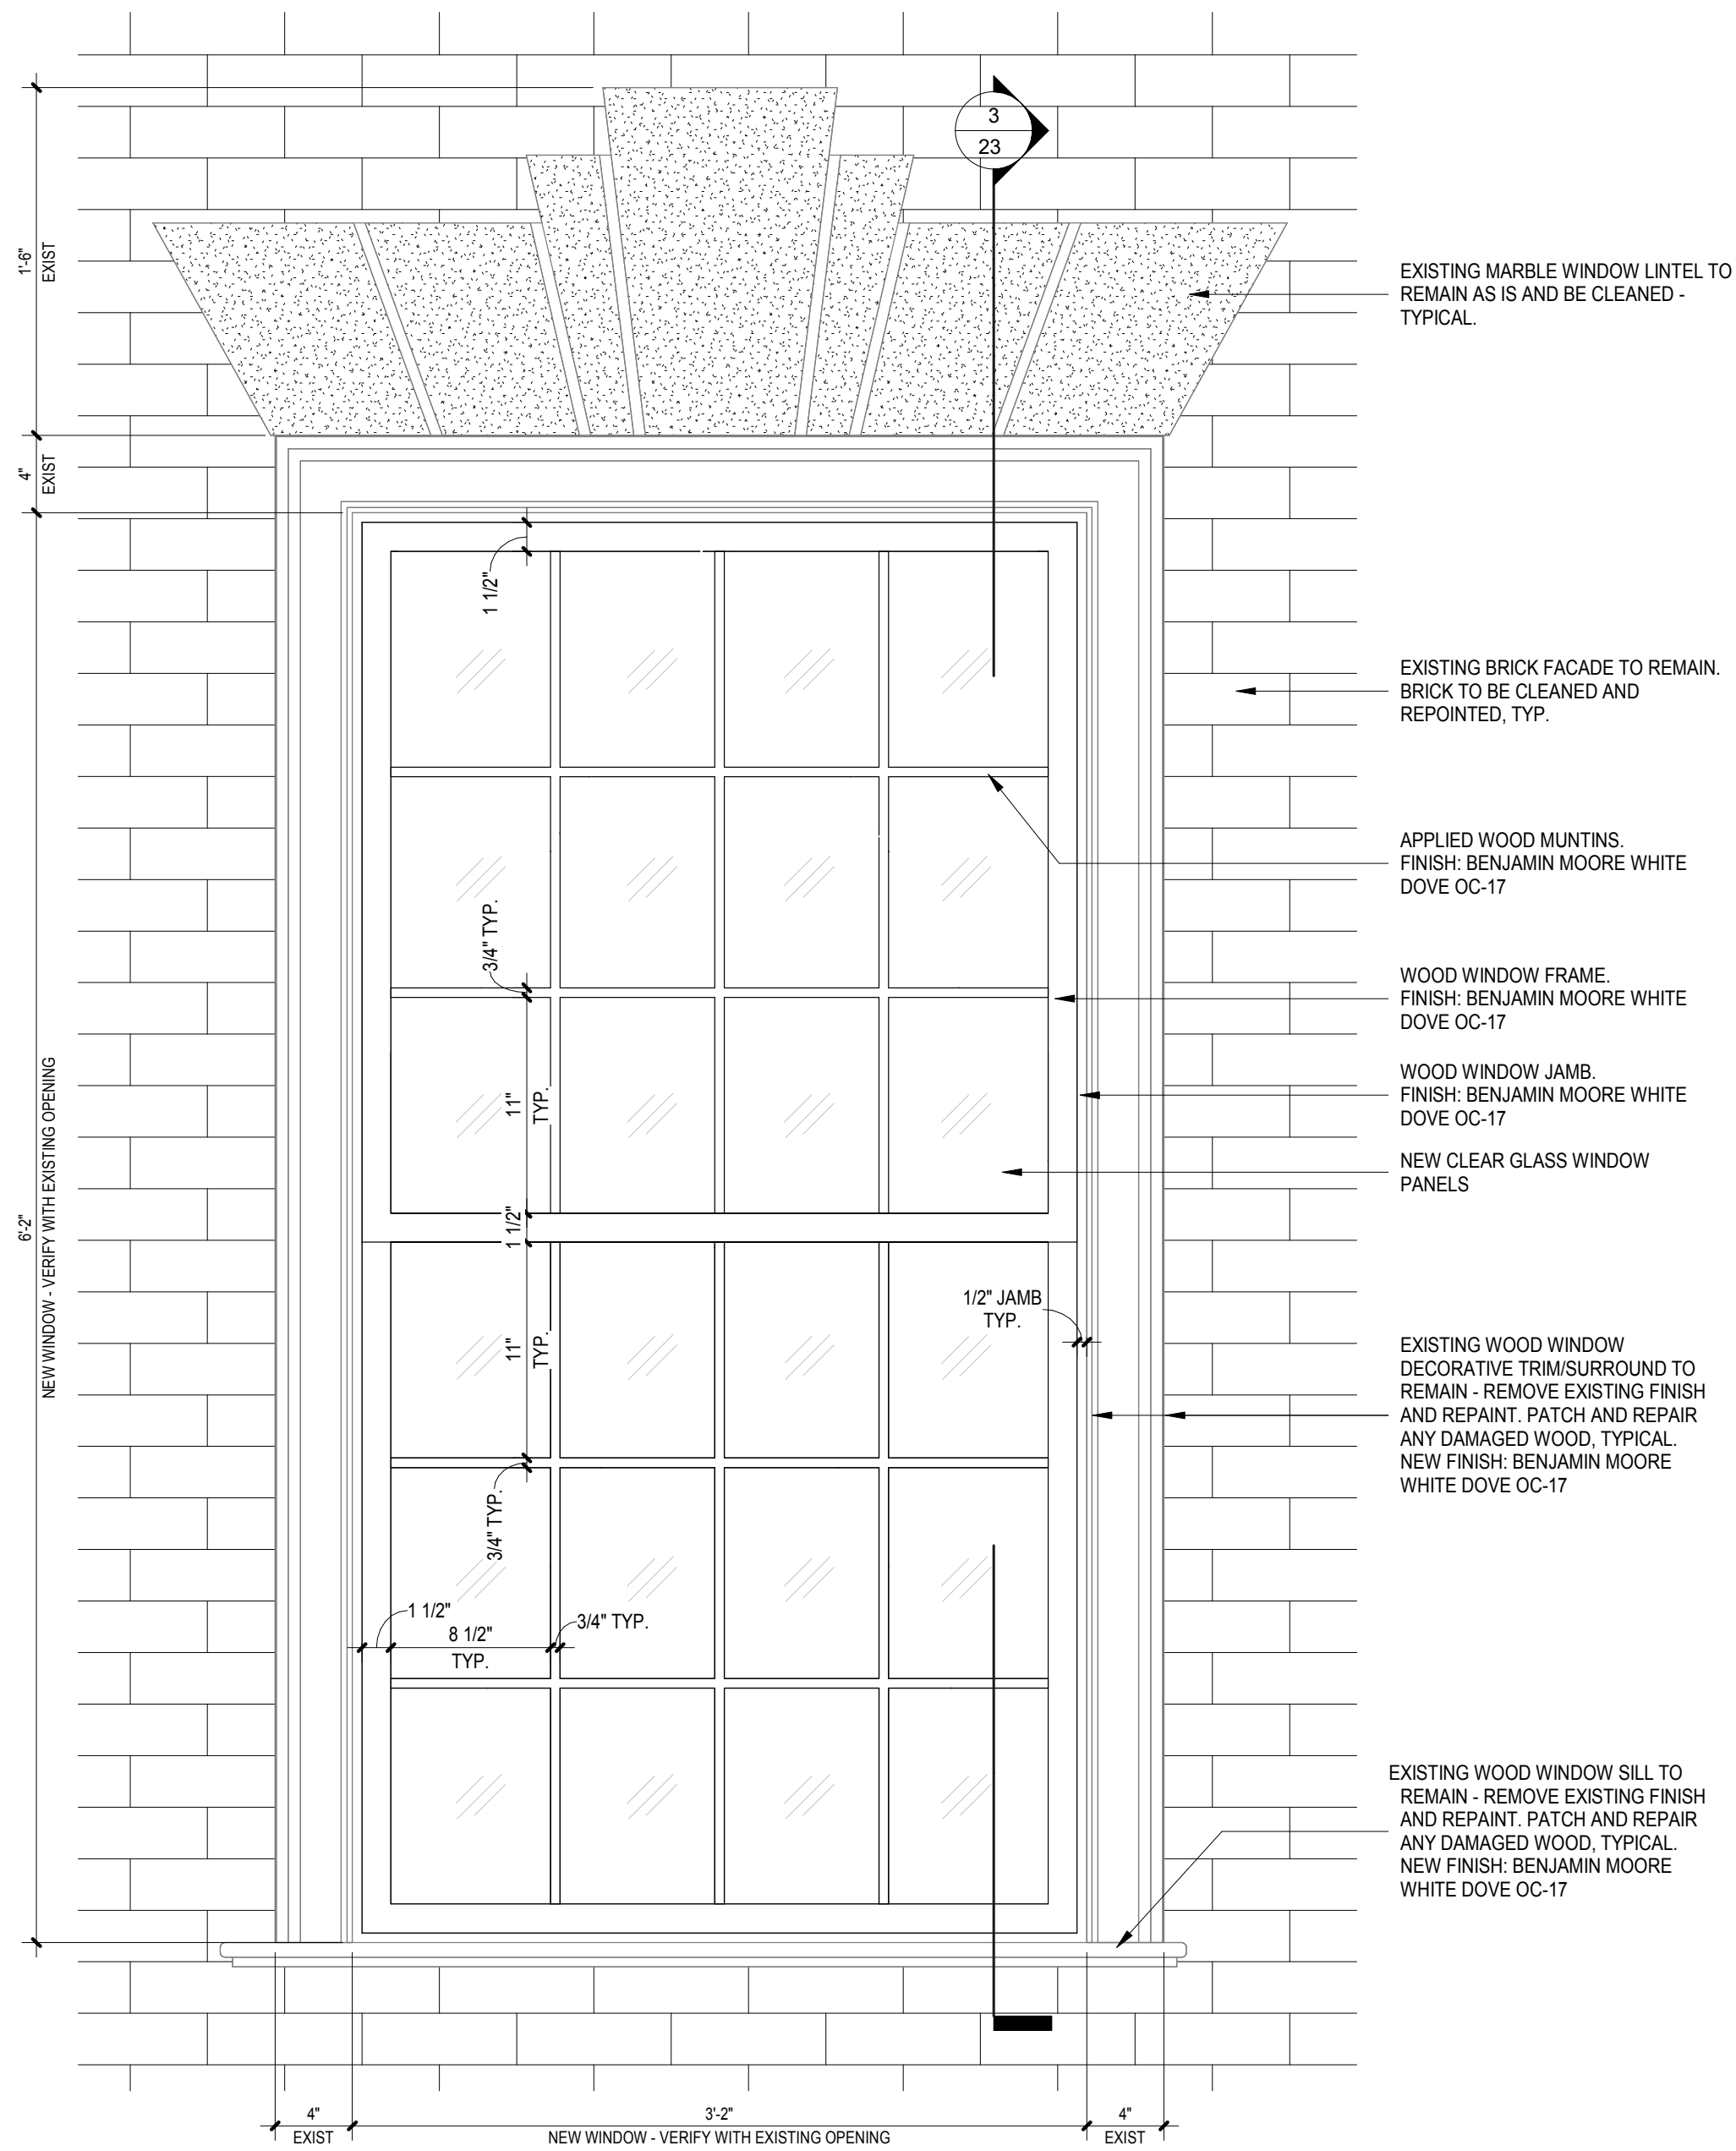 3
23
1'-6"
EXIST
EXISTING MARBLE WINDOW LINTEL TO
REMAIN AS IS AND BE CLEANED -
TYPICAL.
4"
EXIST
1 1/2"
EXISTING BRICK FACADE TO REMAIN.
BRICK TO BE CLEANED AND
REPOINTED, TYP.
APPLIED WOOD MUNTINS.
FINISH: BENJAMIN MOORE WHITE
DOVE OC-17
3/4" TYP.
WOOD WINDOW FRAME.
FINISH: BENJAMIN MOORE WHITE
DOVE OC-17
11"
TYP.
WOOD WINDOW JAMB.
FINISH: BENJAMIN MOORE WHITE
DOVE OC-17
NEW CLEAR GLASS WINDOW
PANELS
6'-2"
NEW WINDOW - VERIFY WITH EXISTING OPENING
1 1/2"
1/2" JAMB
TYP.
11"
TYP.
EXISTING WOOD WINDOW
DECORATIVE TRIM/SURROUND TO
REMAIN - REMOVE EXISTING FINISH
AND REPAINT. PATCH AND REPAIR
ANY DAMAGED WOOD, TYPICAL.
NEW FINISH: BENJAMIN MOORE
WHITE DOVE OC-17
3/4" TYP.
1 1/2"
8 1/2"
TYP.
3/4" TYP.
EXISTING WOOD WINDOW SILL TO
REMAIN - REMOVE EXISTING FINISH
AND REPAINT. PATCH AND REPAIR
ANY DAMAGED WOOD, TYPICAL.
NEW FINISH: BENJAMIN MOORE
WHITE DOVE OC-17
4"
EXIST
3'-2"
NEW WINDOW - VERIFY WITH EXISTING OPENING
4"
EXIST